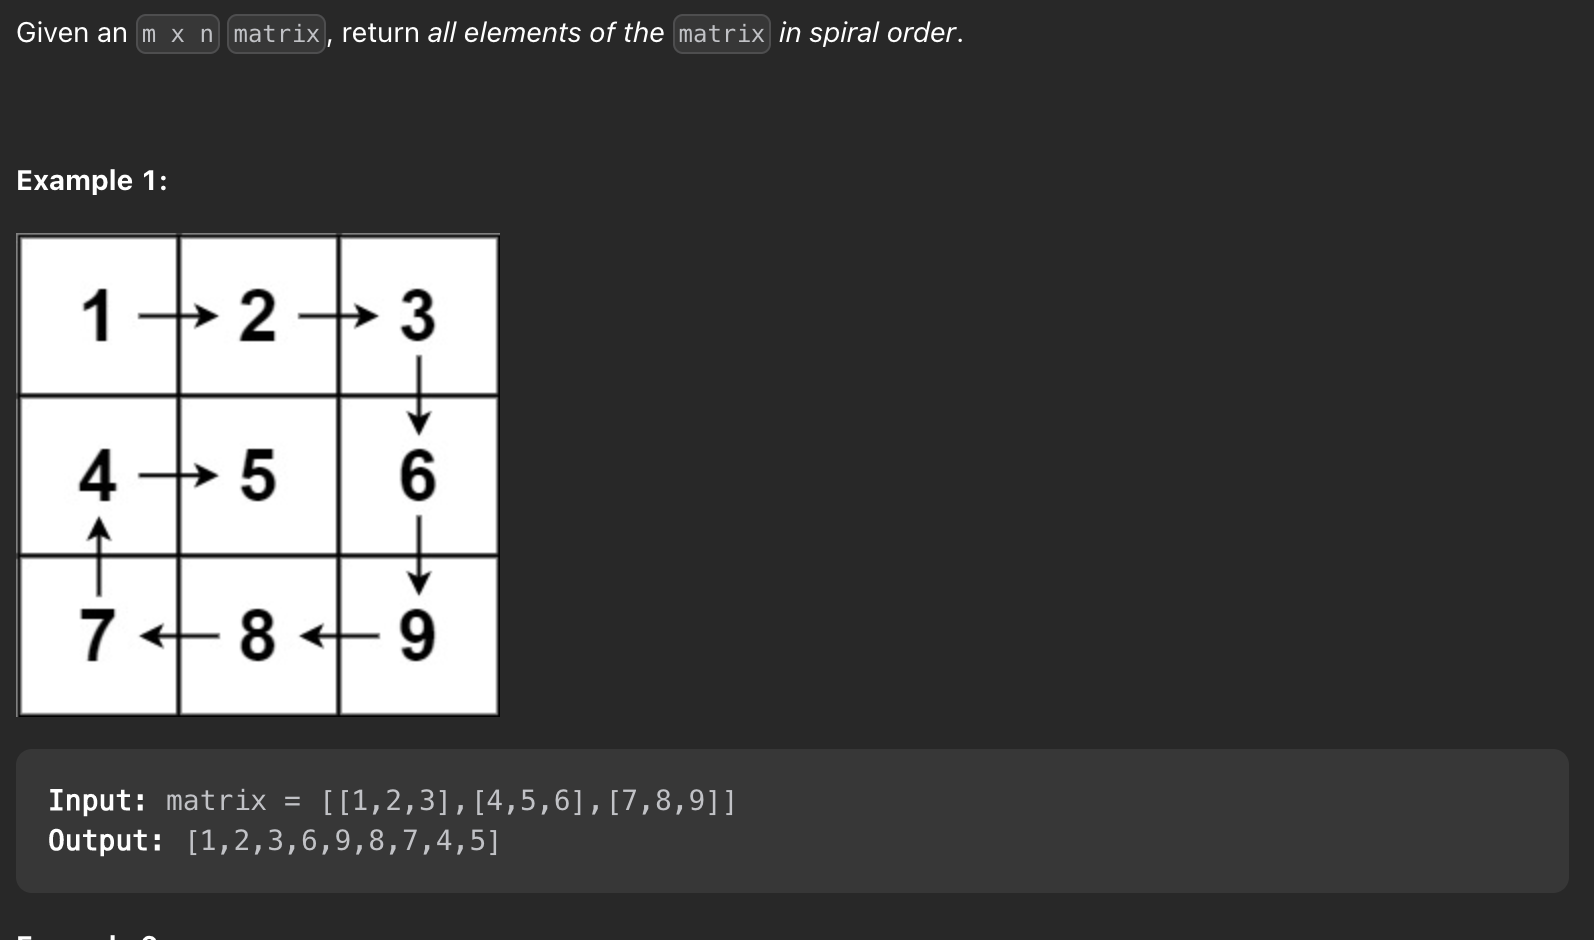 Given an m x n matrix, return all elements of the matrix in spiral order.
Example 1:
1 2 3
4 5 6
7 8 9
Input: matrix = [[1,2,3],[4,5,6],[7,8,9]]
Output: [1,2,3,6,9,8,7,4,5]